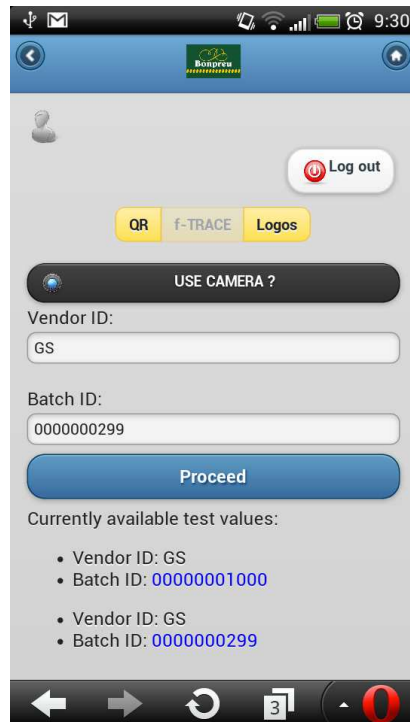 9:30
Bonpreu
Log out
QR f-TRACE Logos
USE CAMERA ?
Vendor ID:
GS
Batch ID:
0000000299
Proceed
Currently available test values:
• Vendor ID: GS
• Batch ID: 00000001000
• Vendor ID: GS
• Batch ID: 0000000299
3